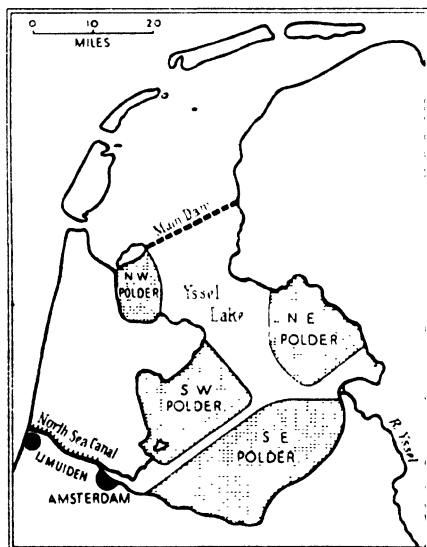 0 10 20
MILES
Main Dam
N W
POLDER
Yssel
Lake
N E
POLDER
S W
POLDER
North Sea Canal
IJMUIDEN
AMSTERDAM
S E
POLDER
R. Yssel